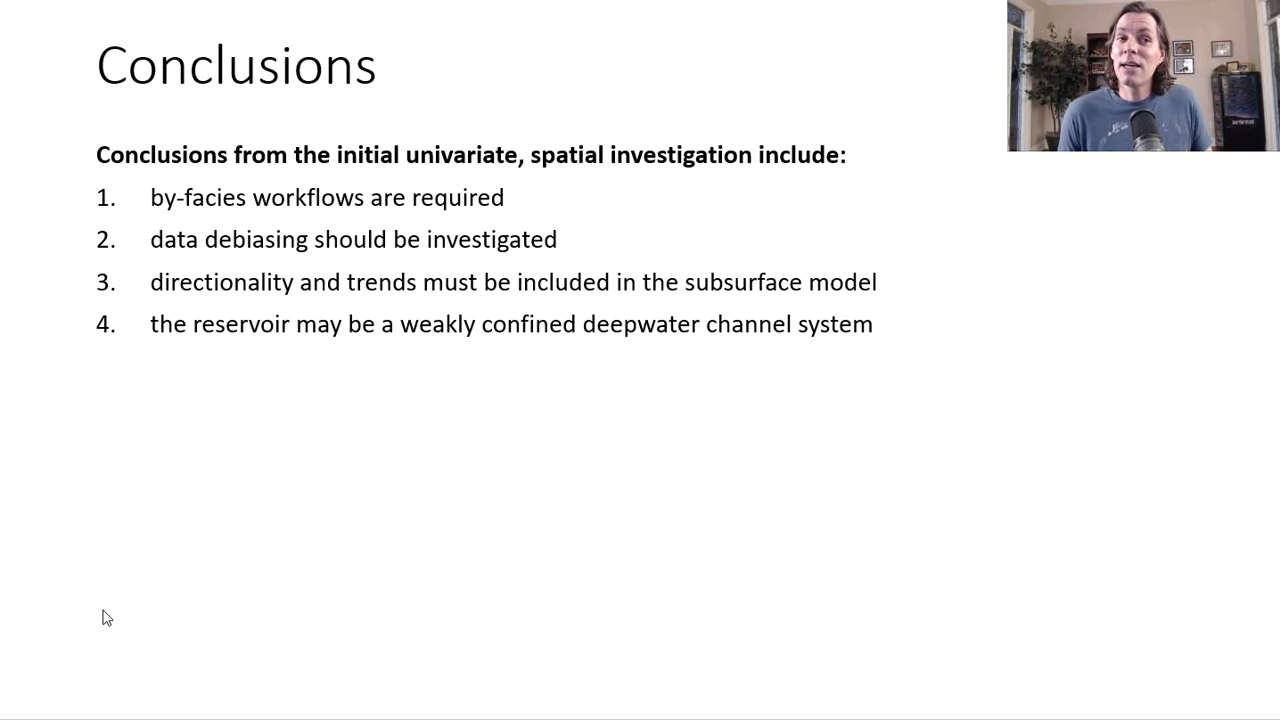 Conclusions
Conclusions from the initial univariate, spatial investigation include:
1. by-facies workflows are required
2. data debiasing should be investigated
3. directionality and trends must be included in the subsurface model
4. the reservoir may be a weakly confined deepwater channel system